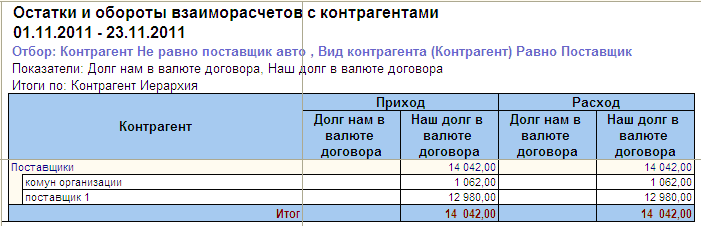 Остатки и обороты взаиморасчетов с контрагентами
01.11.2011 - 23.11.2011
Отбор: Контрагент Не равно поставщик авто , Вид контрагента (Контрагент) Равно Поставщик
Показатели: Долг нам в валюте договора, Наш долг в валюте договора
Итоги по: Контрагент Иерархия
Контрагент Приход Расход
Долг нам в валюте договора Наш долг в валюте договора Долг нам в валюте договора Наш долг в валюте договора
Поставщики 14 042,00 14 042,00
комун организации 1 062,00 1 062,00
поставщик 1 12 980,00 12 980,00
Итог 14 042,00 14 042,00